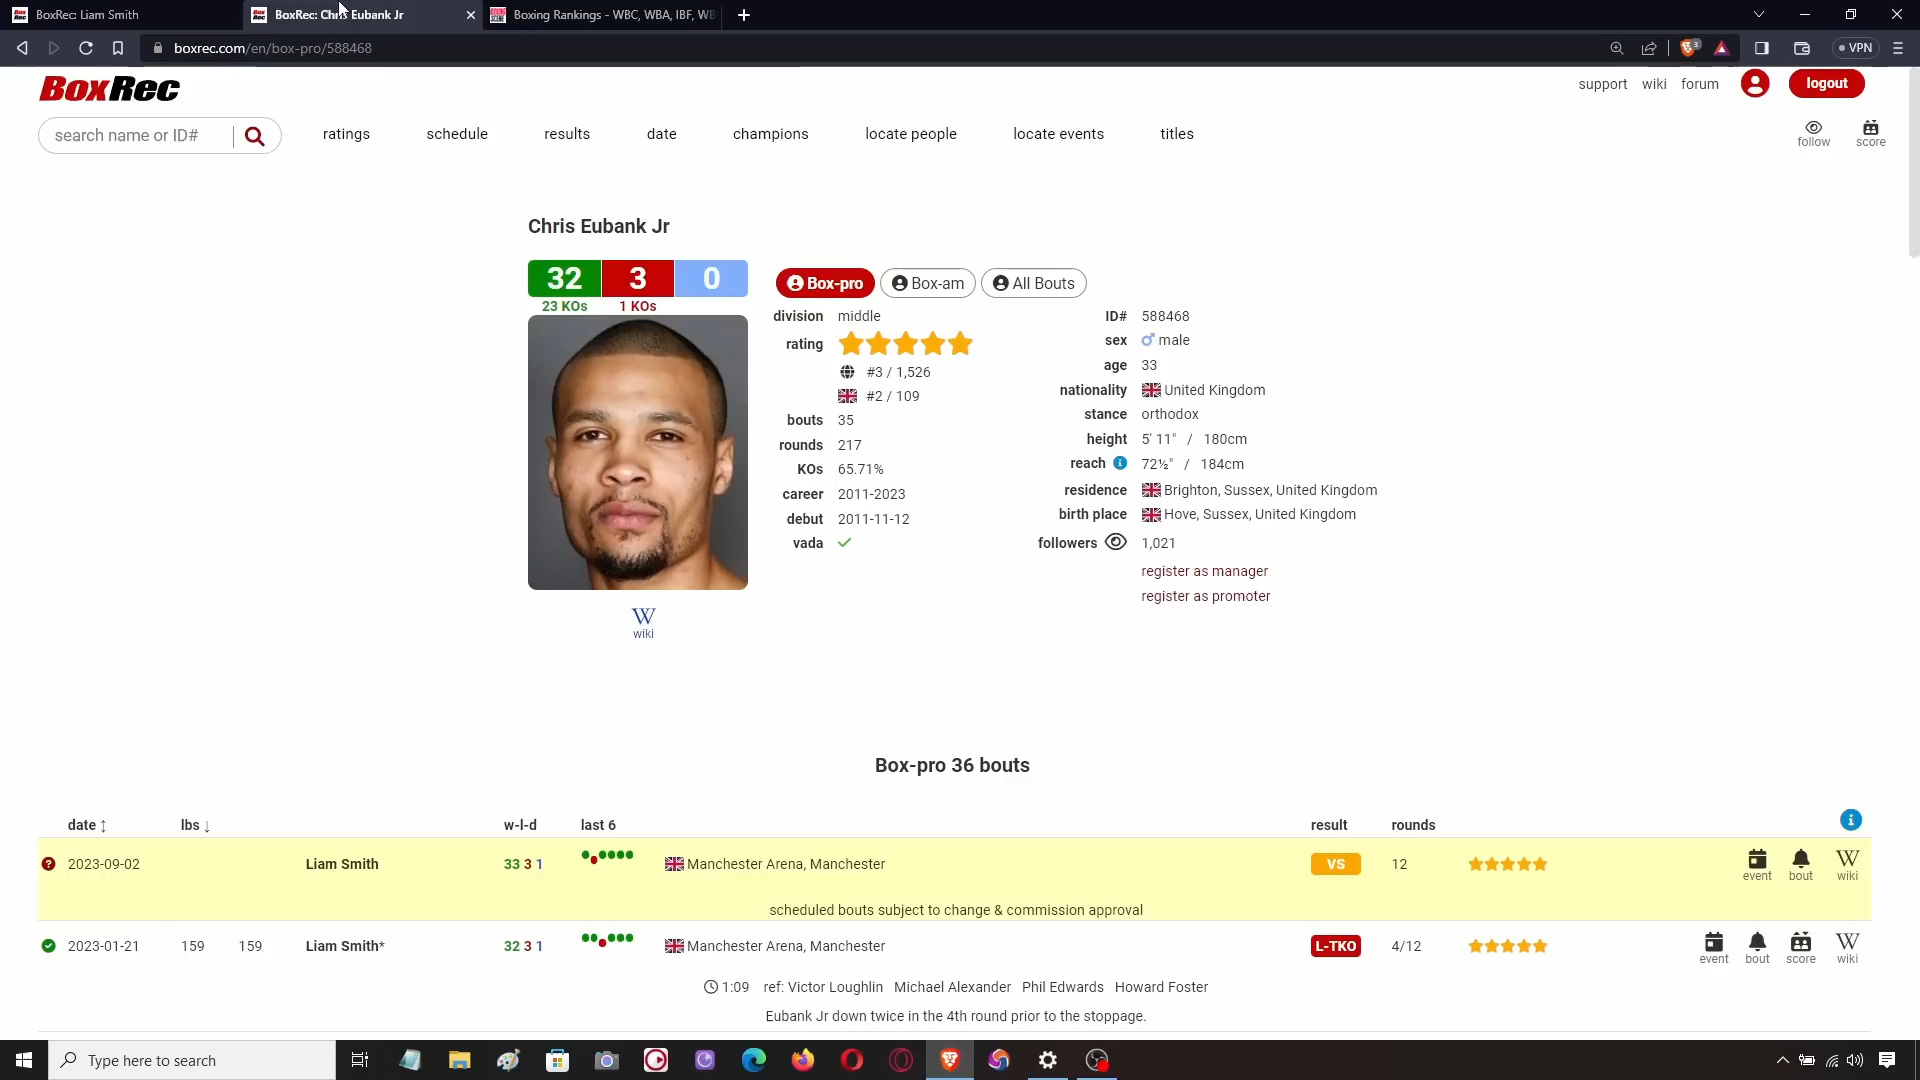 BoxRec: Liam Smith
BoxRec: Chris Eubank Jr
Boxing Rankings - WBC, WBA, IBF, WB
boxrec.com/en/box-pro/588468
3
VPN
BoxRec
support wiki forum logout
search name or ID#
ratings schedule results date champions locate people locate events titles
follow score
Chris Eubank Jr
32 3 0
23 KOs 1 KOs
Box-pro Box-am All Bouts
division middle
rating
#3 / 1,526
#2 / 109
bouts 35
rounds 217
KOs 65.71%
career 2011-2023
debut 2011-11-12
vada
ID# 588468
sex male
age 33
nationality United Kingdom
stance orthodox
height 5' 11" / 180cm
reach 72½" / 184cm
residence Brighton, Sussex, United Kingdom
birth place Hove, Sussex, United Kingdom
followers 1,021
register as manager
register as promoter
W
wiki
Box-pro 36 bouts
date lbs w-l-d last 6 result rounds
2023-09-02 Liam Smith 33 3 1 Manchester Arena, Manchester VS 12 event bout wiki
scheduled bouts subject to change & commission approval
2023-01-21 159 159 Liam Smith* 32 3 1 Manchester Arena, Manchester L-TKO 4/12 event bout score wiki
1:09 ref: Victor Loughlin Michael Alexander Phil Edwards Howard Foster
Eubank Jr down twice in the 4th round prior to the stoppage.
Type here to search